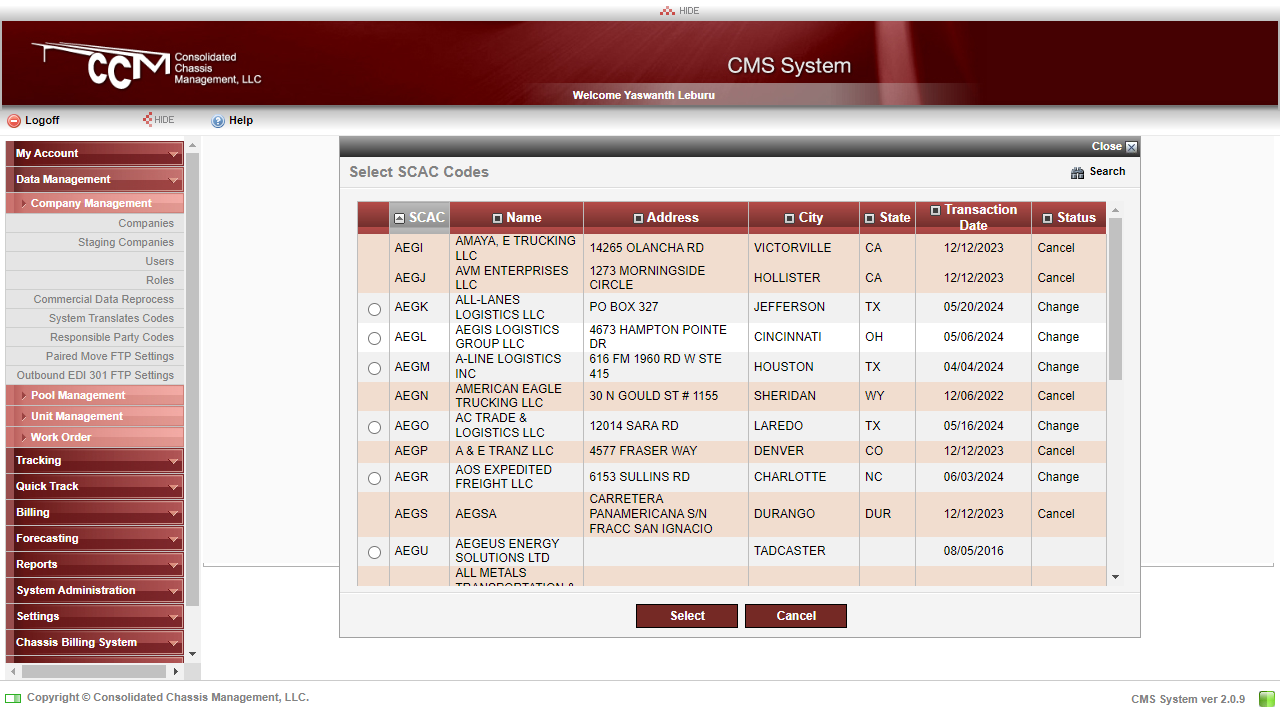 HIDE
CCM Consolidated
Chassis
Management, LLC
CMS System
Welcome Yaswanth Leburu
Logoff
HIDE
Help
My Account
Data Management
Company Management
Companies
Staging Companies
Users
Roles
Commercial Data Reprocess
System Translates Codes
Responsible Party Codes
Paired Move FTP Settings
Outbound EDI 301 FTP Settings
Pool Management
Unit Management
Work Order
Tracking
Quick Track
Billing
Forecasting
Reports
System Administration
Settings
Chassis Billing System
Close
Select SCAC Codes
Search
SCAC Name Address City State Transaction Date Status
AEGI AMAYA, E TRUCKING LLC 14265 OLANCHA RD VICTORVILLE CA 12/12/2023 Cancel
AEGJ AVM ENTERPRISES LLC 1273 MORNINGSIDE CIRCLE HOLLISTER CA 12/12/2023 Cancel
AEGK ALL-LANES LOGISTICS LLC PO BOX 327 JEFFERSON TX 05/20/2024 Change
AEGL AEGIS LOGISTICS GROUP LLC 4673 HAMPTON POINTE DR CINCINNATI OH 05/06/2024 Change
AEGM A-LINE LOGISTICS INC 616 FM 1960 RD W STE 415 HOUSTON TX 04/04/2024 Change
AEGN AMERICAN EAGLE TRUCKING LLC 30 N GOULD ST # 1155 SHERIDAN WY 12/06/2022 Cancel
AEGO AC TRADE & LOGISTICS LLC 12014 SARA RD LAREDO TX 05/16/2024 Change
AEGP A & E TRANZ LLC 4577 FRASER WAY DENVER CO 12/12/2023 Cancel
AEGR AOS EXPEDITED FREIGHT LLC 6153 SULLINS RD CHARLOTTE NC 06/03/2024 Change
AEGS AEGSA CARRETERA PANAMERICANA S/N FRACC SAN IGNACIO DURANGO DUR 12/12/2023 Cancel
AEGU AEGEUS ENERGY SOLUTIONS LTD TADCASTER 08/05/2016
ALL METALS
Select
Cancel
Copyright © Consolidated Chassis Management, LLC.
CMS System ver 2.0.9